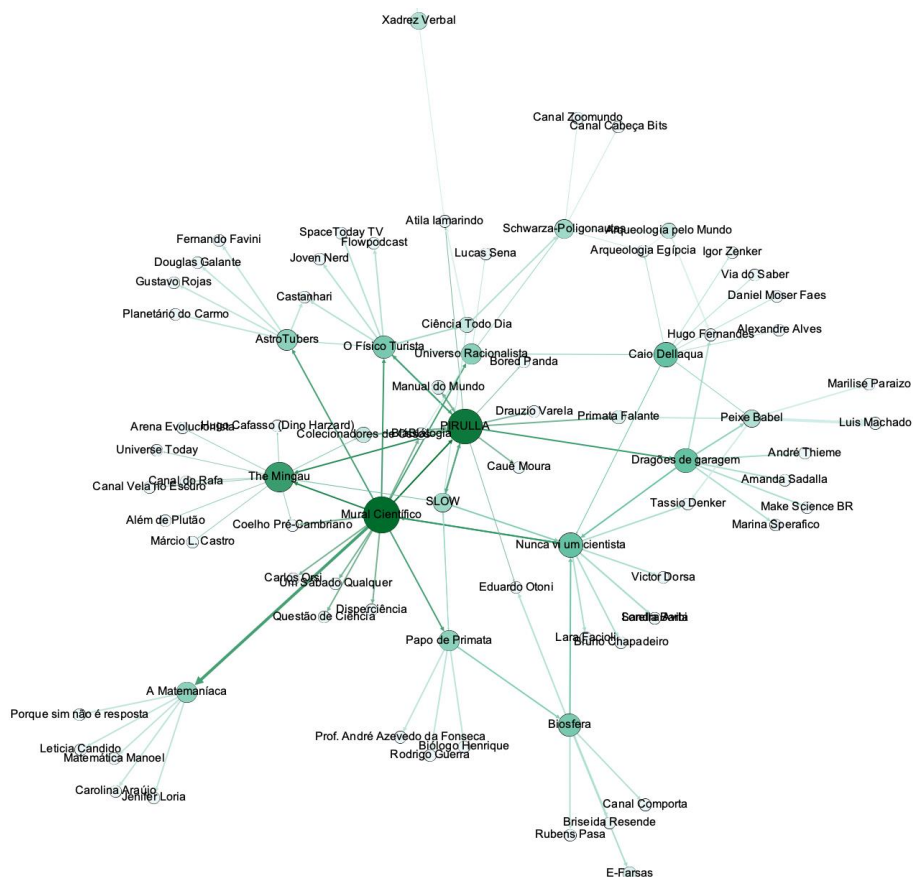 Xadrez Verbal
Canal Zoomundo
Canal Cabeça Bits
Atila Iamarindo
Schwarza-Poligonautas
Arqueologia pelo Mundo
Fernando Favini
SpaceToday TV
Flowpodcast
Lucas Sena
Arqueologia Egípcia
Igor Zenker
Douglas Galante
Joven Nerd
Via do Saber
Gustavo Rojas
Castanhari
Daniel Moser Faes
Planetário do Carmo
Ciência Todo Dia
Hugo Fernandes
Alexandre Alves
AstroTubers
O Físico Turista
Universo Racionalista
Bored Panda
Caio Dellaqua
Manual do Mundo
Marilise Paraizo
Drauzio Varela
Primata Falante
Peixe Babel
Luis Machado
Arena Evolucionista
Hugo Cafasso (Dino Harzard)
Colecionadores de Ossos
PIRULLA
Universo Today
André Thieme
Canal do Rafa
The Mingau
Cauê Moura
Dragões de garagem
Amanda Sadalla
Canal Vela no Escuro
SLOW
Tassio Denker
Make Science BR
Além de Plutão
Coelho Pré-Cambriano
Mural Científico
Marina Sperafico
Márcio L. Castro
Nunca vi um cientista
Carlos Orsi
Um Sábado Qualquer
Victor Dorsa
Eduardo Otoni
Questão de Ciência
Disperciência
Papo de Primata
Lara Facioli
Bruno Chapadeiro
A Matemaníaca
Porque sim não é resposta
Biosfera
Leticia Candido
Matemática Manoel
Prof. André Azevedo da Fonseca
Biólogo Henrique
Rodrigo Guerra
Carolina Araújo
Jenifer Loria
Canal Comporta
Briseida Resende
Rubens Pasa
E-Farsas